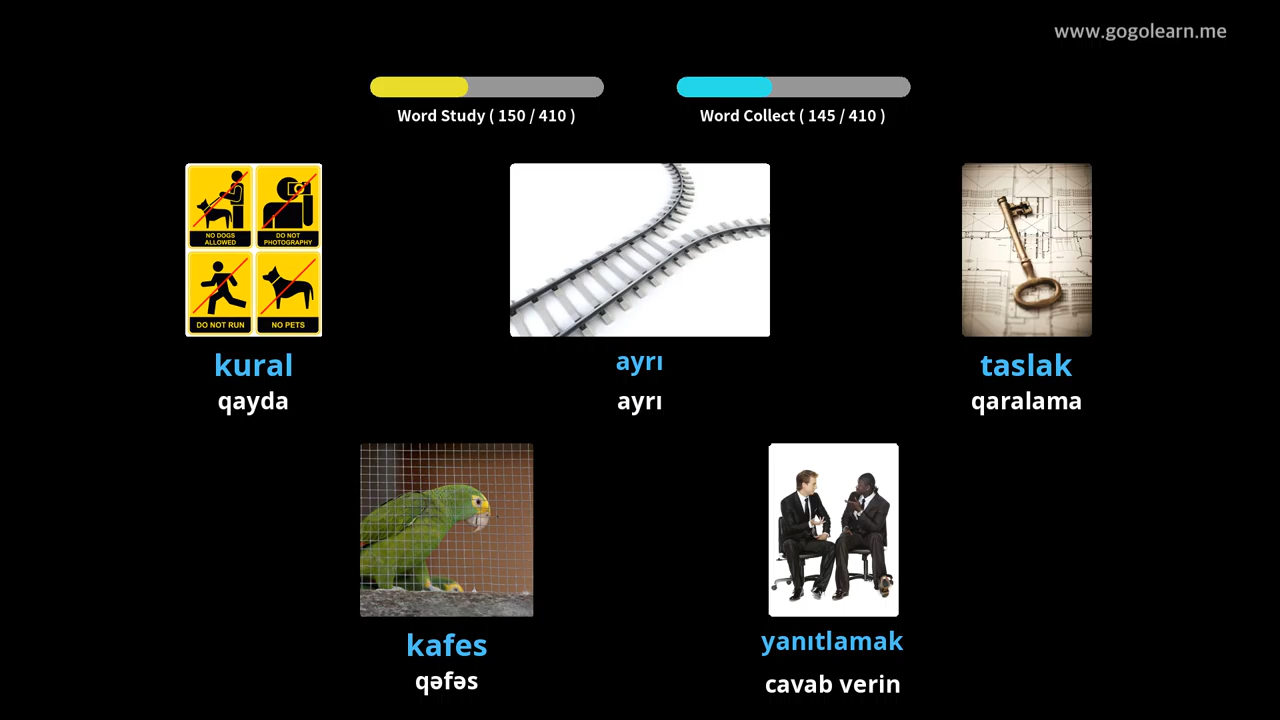 www.gogolearn.me
Word Study ( 150 / 410 )
Word Collect ( 145 / 410 )
NO DOGS
ALLOWED
DO NOT
PHOTOGRAPHY
DO NOT RUN
NO PETS
kural
qayda
ayrı
ayrı
taslak
qaralama
kafes
qəfəs
yanıtlamak
cavab verin